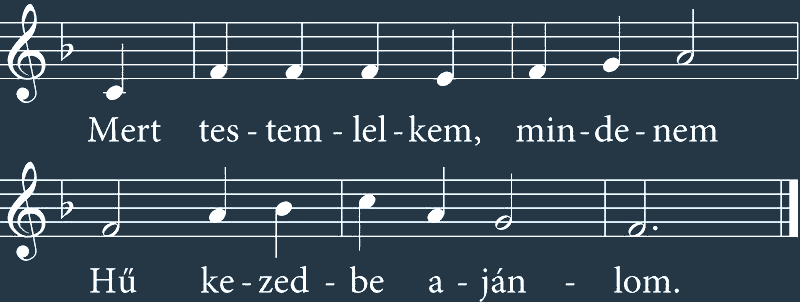 Mert tes - tem - lel - kem, min - de - nem
Hű ke - zed - be a - ján - lom.